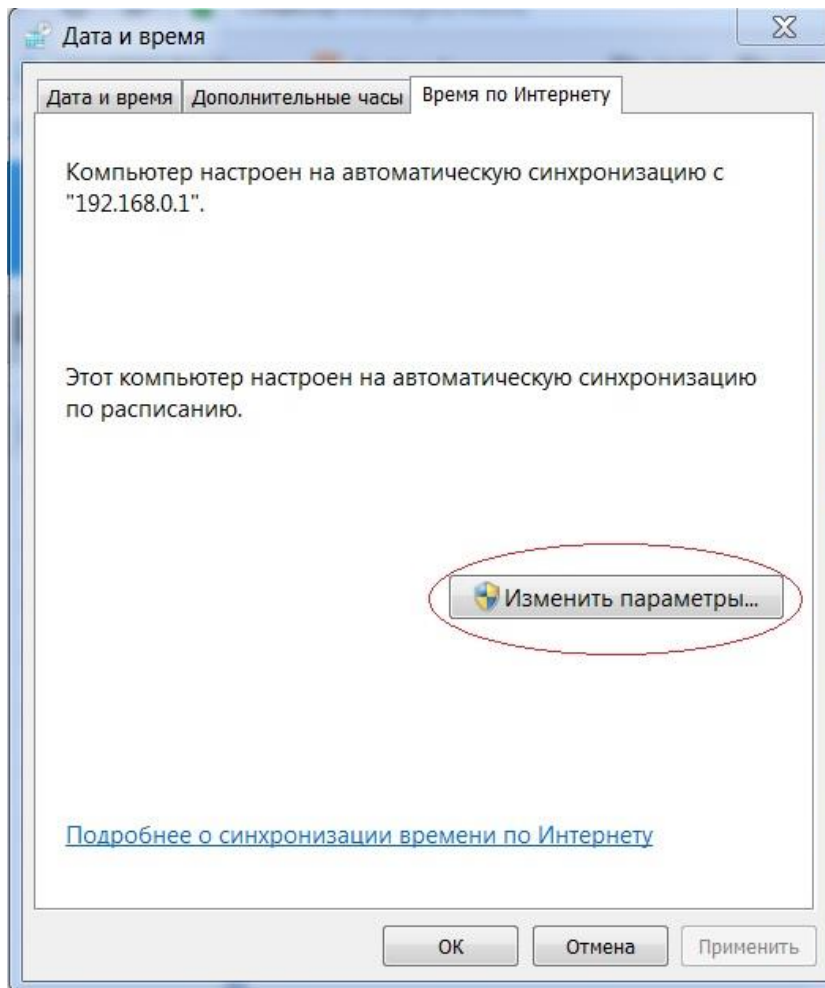 Дата и время
Дата и время Дополнительные часы Время по Интернету
Компьютер настроен на автоматическую синхронизацию с
"192.168.0.1".
Этот компьютер настроен на автоматическую синхронизацию
по расписанию.
Изменить параметры...
Подробнее о синхронизации времени по Интернету
ОК Отмена Применить